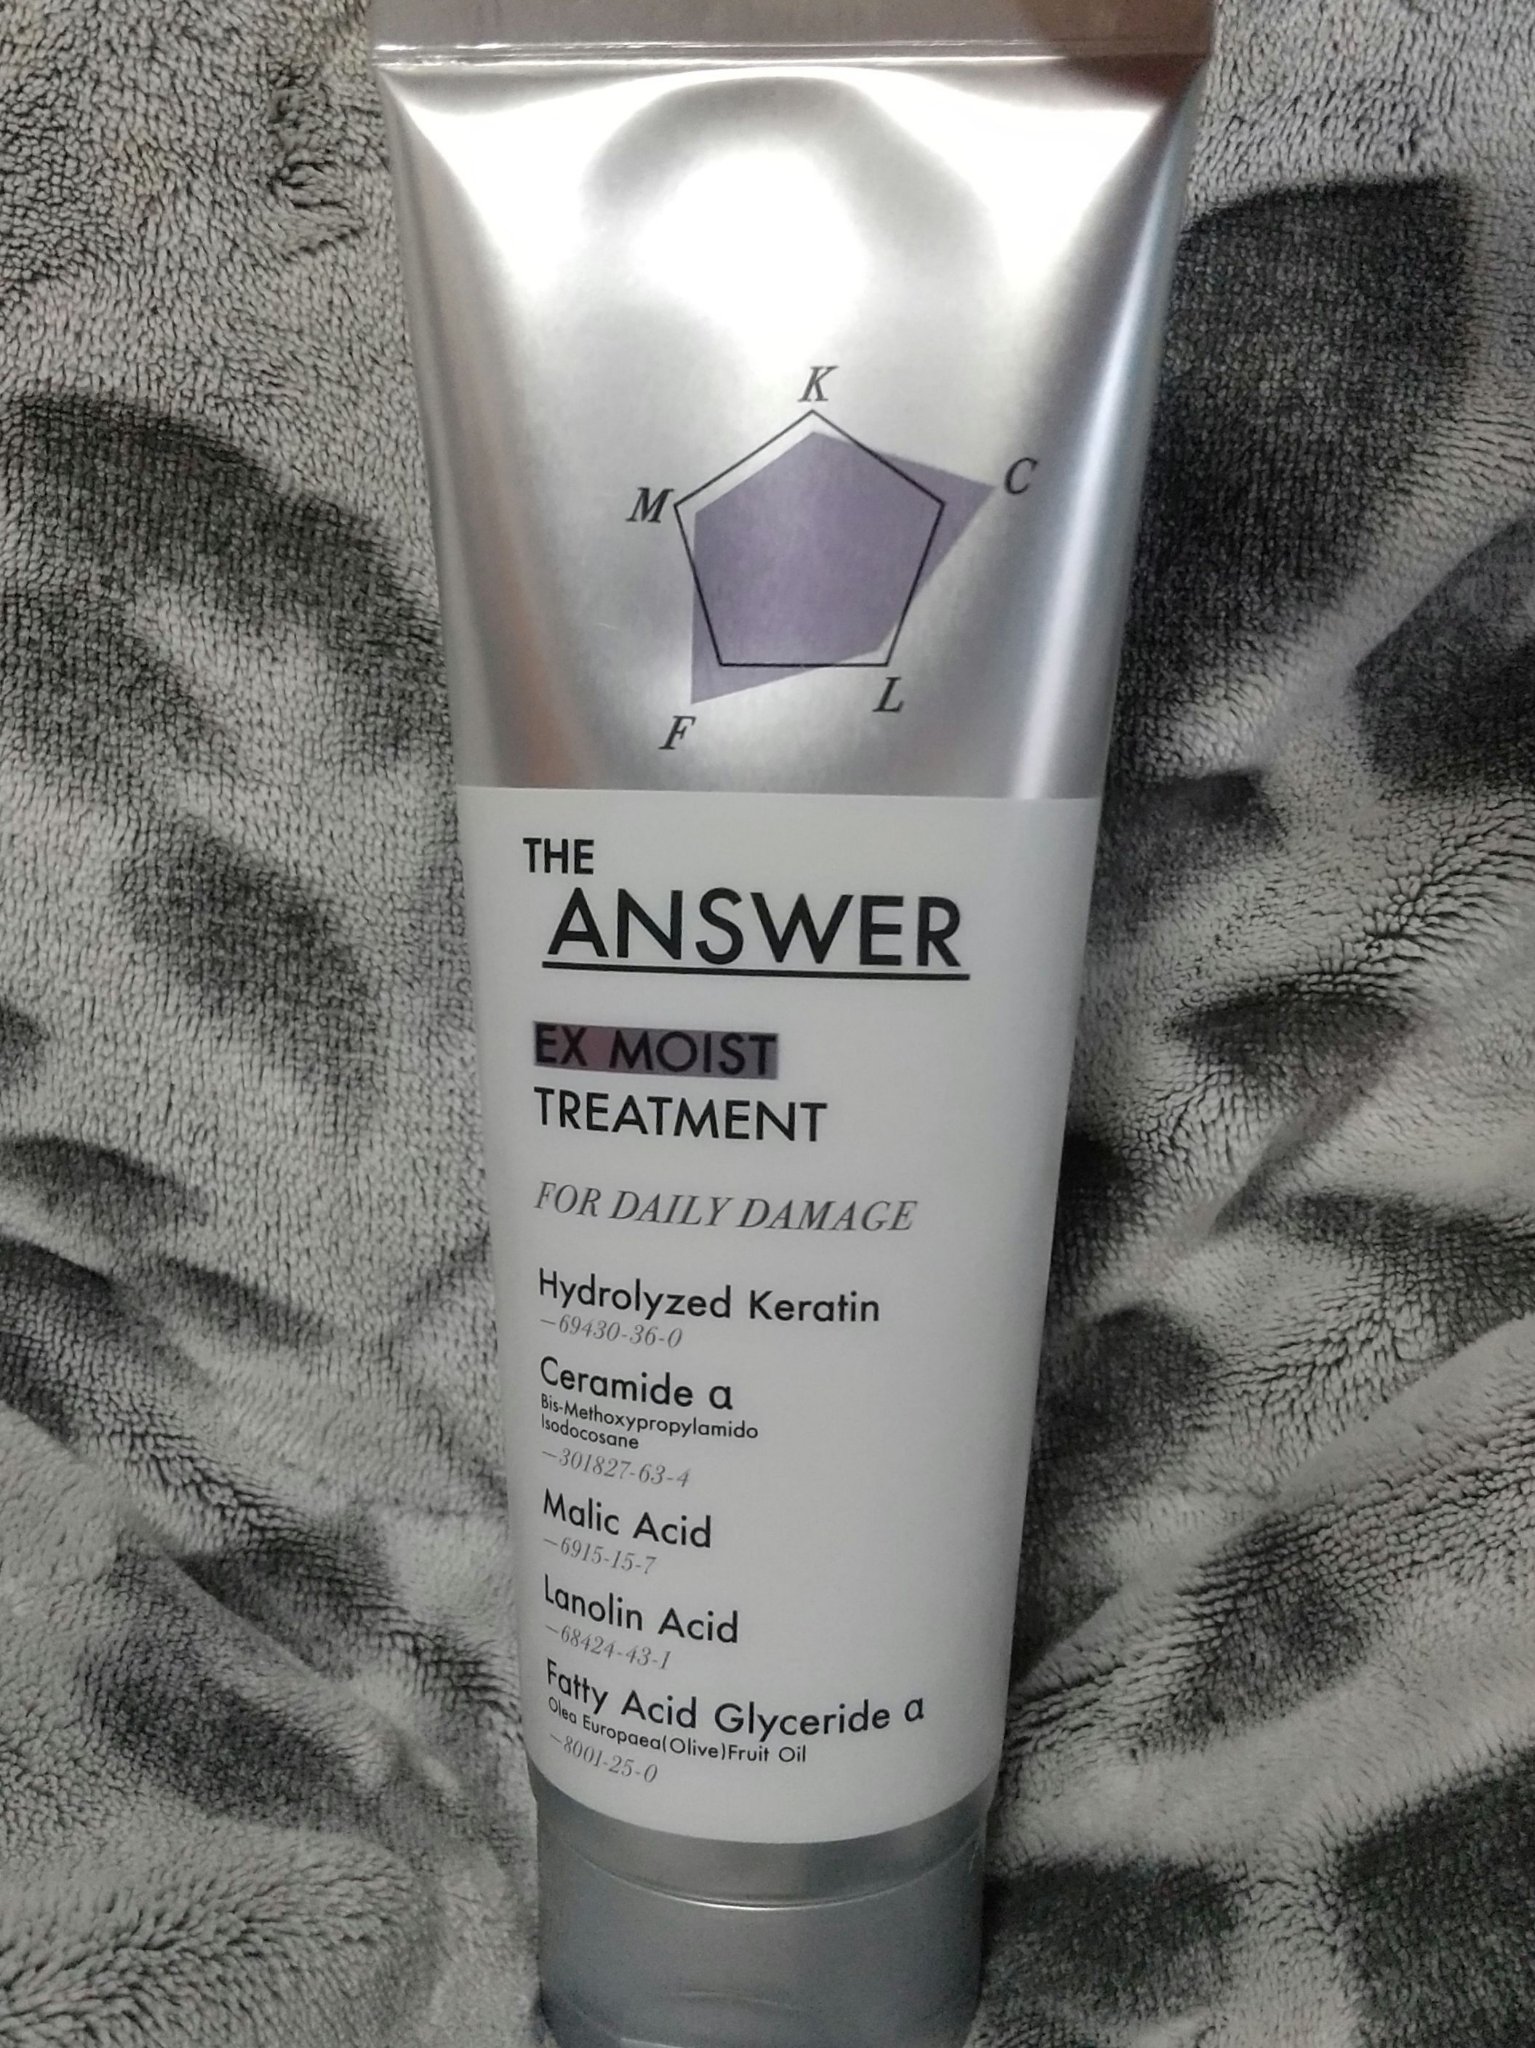 K
M
C
F
L
THE
ANSWER
EX MOIST
TREATMENT
FOR DAILY DAMAGE
Hydrolyzed Keratin
—69430-36-0
Ceramide α
Bis-Methoxypropylamido
Isodocosane
—301827-63-4
Malic Acid
—6915-15-7
Lanolin Acid
—68424-43-1
Fatty Acid Glyceride α
Olea Europaea(Olive)Fruit Oil
—8001-25-0